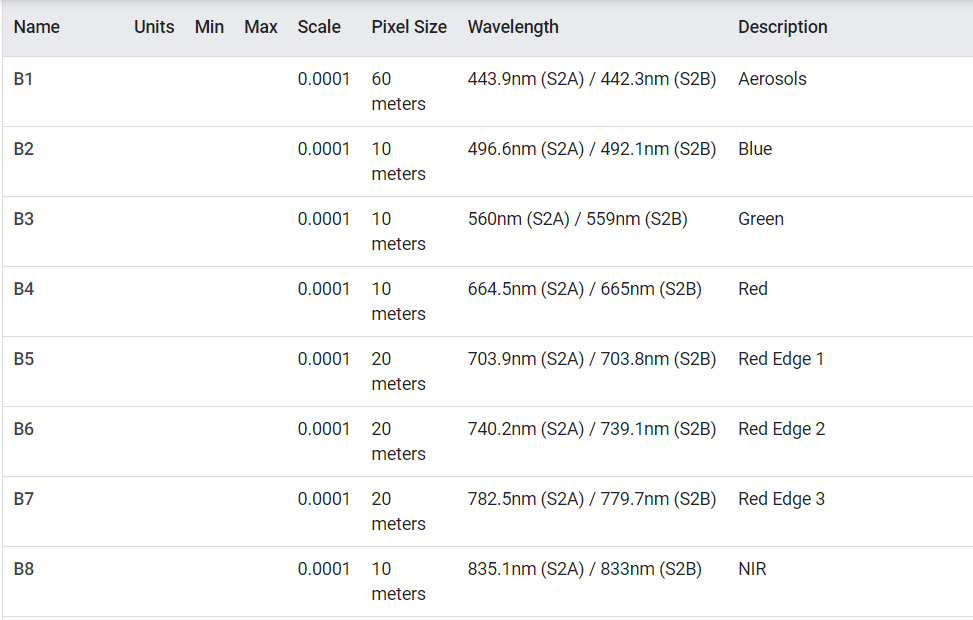 Name Units Min Max Scale Pixel Size Wavelength Description
B1 0.0001 60 443.9nm (S2A) / 442.3nm (S2B) Aerosols
meters
B2 0.0001 10 496.6nm (S2A) / 492.1nm (S2B) Blue
meters
B3 0.0001 10 560nm (S2A) / 559nm (S2B) Green
meters
B4 0.0001 10 664.5nm (S2A) / 665nm (S2B) Red
meters
B5 0.0001 20 703.9nm (S2A) / 703.8nm (S2B) Red Edge 1
meters
B6 0.0001 20 740.2nm (S2A) / 739.1nm (S2B) Red Edge 2
meters
B7 0.0001 20 782.5nm (S2A) / 779.7nm (S2B) Red Edge 3
meters
B8 0.0001 10 835.1nm (S2A) / 833nm (S2B) NIR
meters